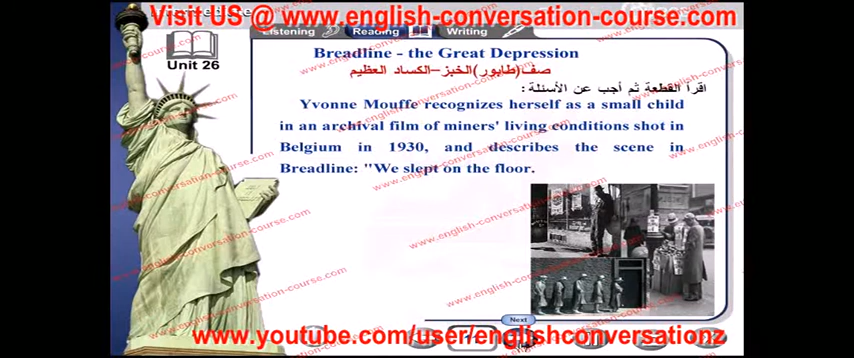 Visit US @ www.english-conversation-course.com
Listening Reading Writing
Unit 26
Breadline - the Great Depression
صف(طابور)الخبز-الكساد العظيم
اقرأ القطعة ثم أجب عن الأسئلة :
Yvonne Mouffe recognizes herself as a small child
in an archival film of miners' living conditions shot in
Belgium in 1930, and describes the scene in
Breadline: "We slept on the floor.
Next
www.youtube.com/user/englishconversationz